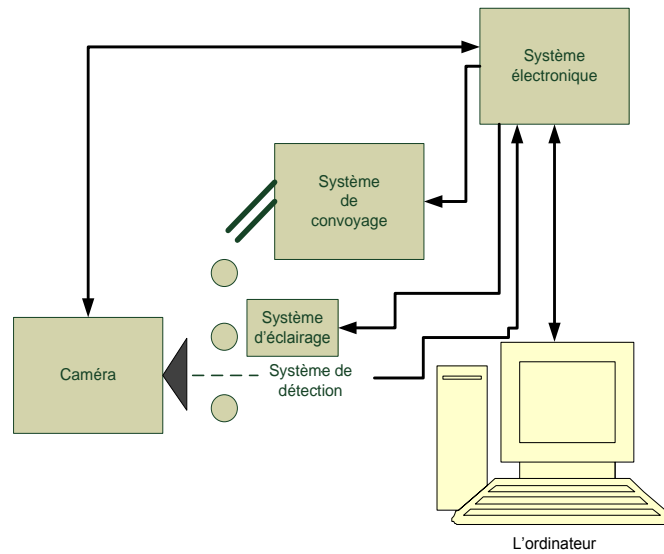 Système
électronique
Système
de
convoyage
Système
d'éclairage
Caméra
Système de
détection
L'ordinateur